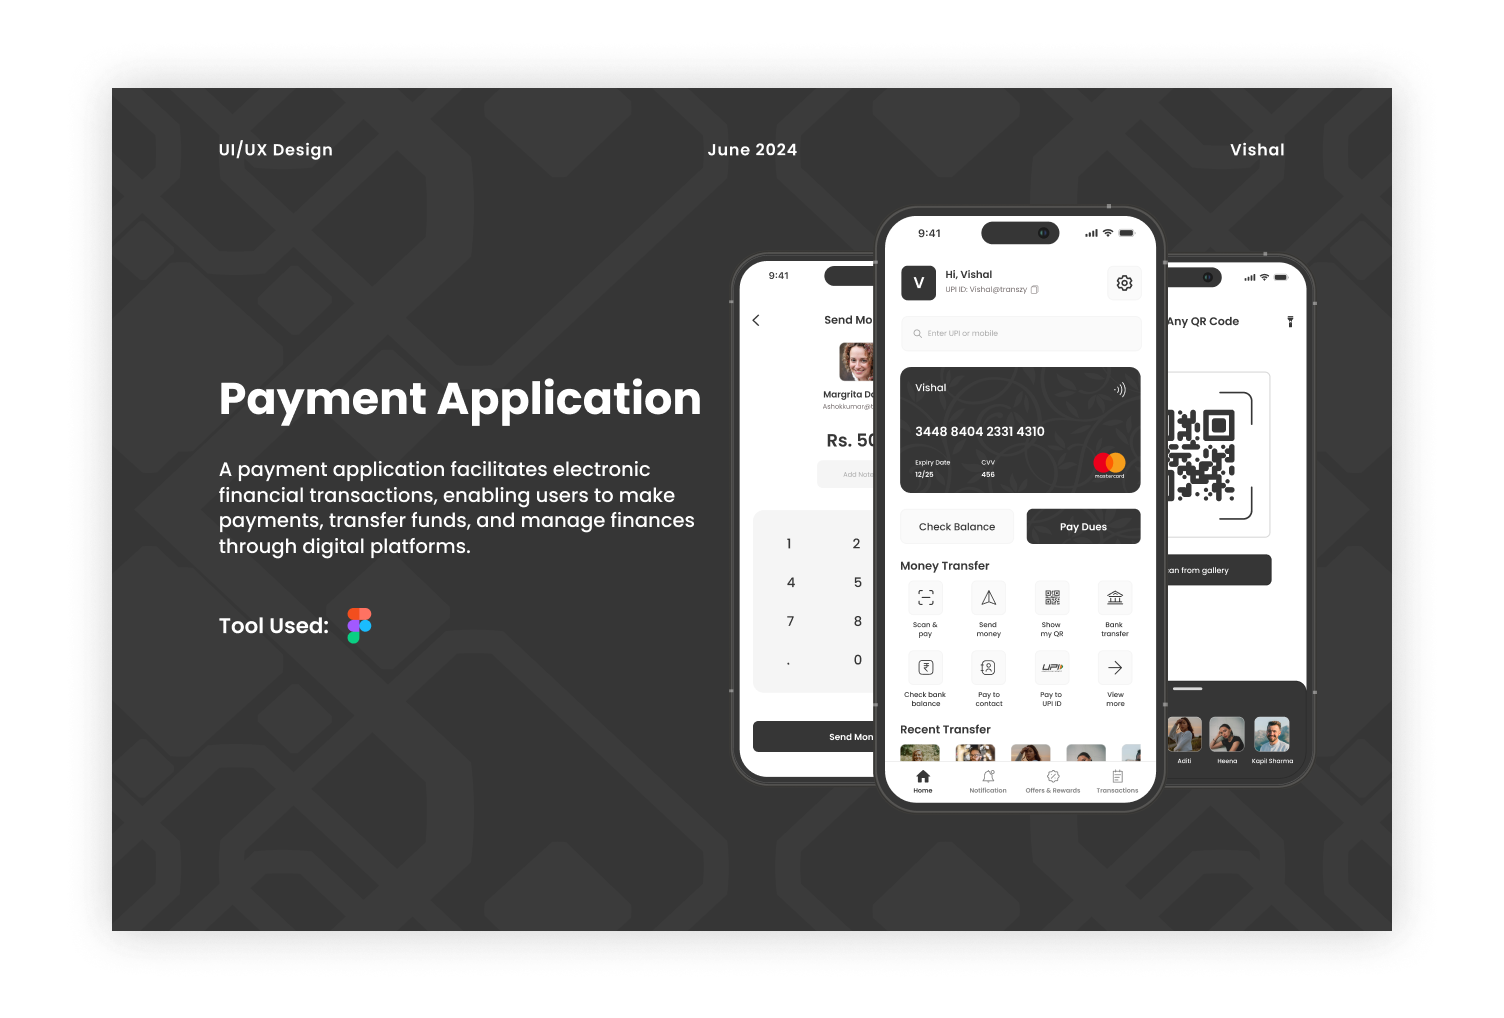 UI/UX Design
June 2024
Vishal
Payment Application
A payment application facilitates electronic
financial transactions, enabling users to make
payments, transfer funds, and manage finances
through digital platforms.
Tool Used:
9:41
Send Mo
Margrita Do
Ashokkumar@b
Rs. 50
Add Note
1 2
4 5
7 8
. 0
Send Mon
9:41
V
Hi, Vishal
UPI ID: Vishal@transzy
Enter UPI or mobile
Vishal
3448 8404 2331 4310
Expiry Date CVV
12/25 456
mastercard
Check Balance Pay Dues
Money Transfer
Scan &
pay
Send
money
Show
my QR
Bank
transfer
UPI
Check bank
balance
Pay to
contact
Pay to
UPI ID
View
more
Recent Transfer
Home Notification Offers & Rewards Transactions
Any QR Code
an from gallery
Aditi Heena Kapil Sharma